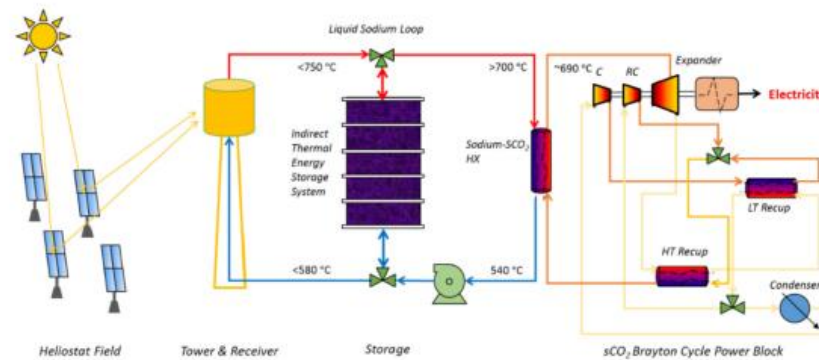 Liquid Sodium Loop
<750 °C
>700 °C
~690 °C
C
RC
Expander
Electricit
Indirect
Thermal
Energy
Storage
System
Sodium-SCO₂
HX
LT Recup
HT Recup
Condenser
<580 °C
540 °C
Heliostat Field
Tower & Receiver
Storage
sCO₂ Brayton Cycle Power Block